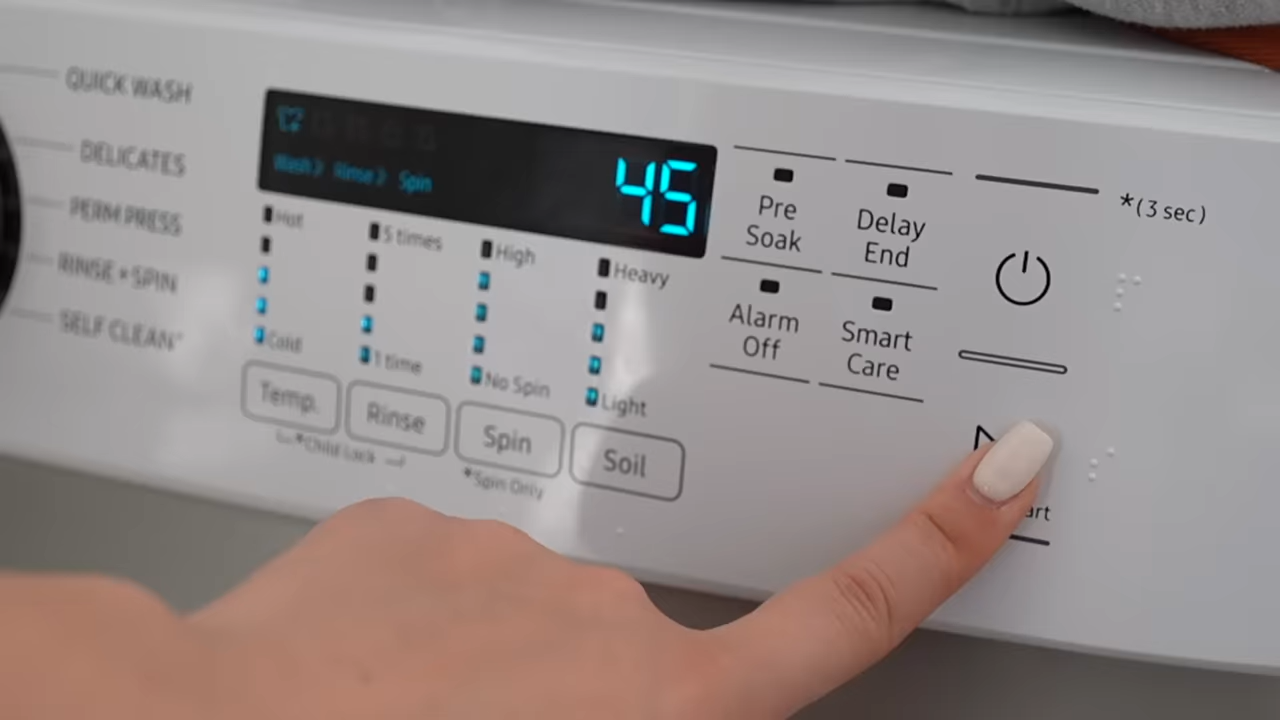 QUICK WASH
DELICATES
PERM PRESS
RINSE + SPIN
SELF CLEAN*
Wash> Rinse> Spin
45
Hot
Cold
5 times
1 time
High
No Spin
Heavy
Light
Temp.
Rinse
Spin
Soil
*Child Lock
*Spin Only
Pre
Soak
Delay
End
Alarm
Off
Smart
Care
*(3 sec)
art